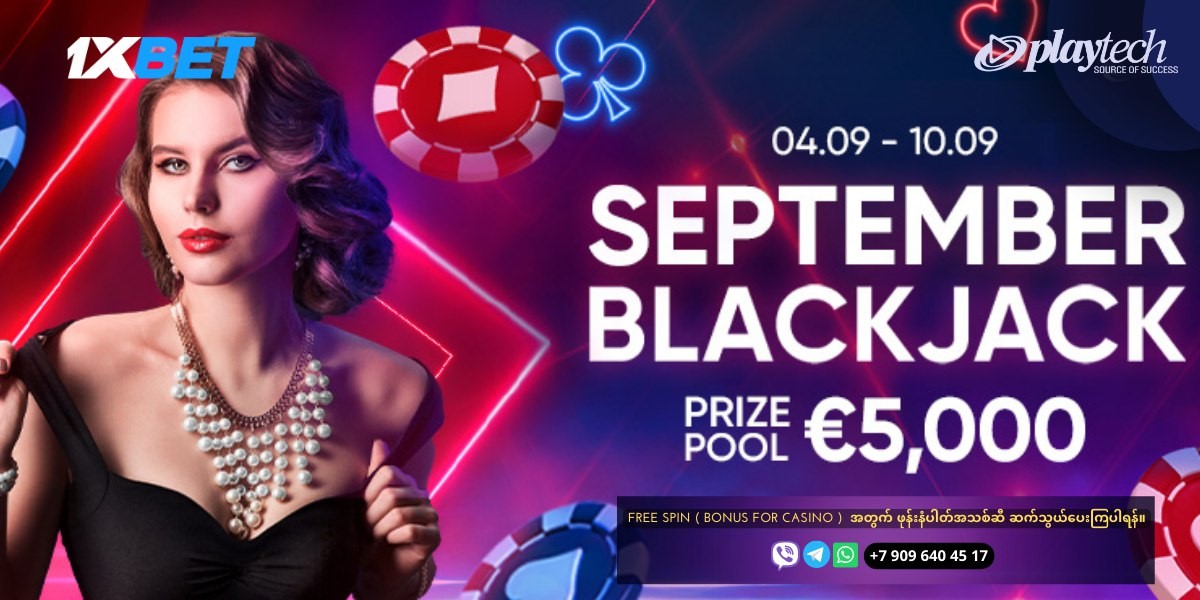 1XBET
playtech
SOURCE OF SUCCESS
04.09 - 10.09
SEPTEMBER
BLACKJACK
PRIZE
POOL €5,000
FREE SPIN ( BONUS FOR CASINO ) အတွက် ဖုန်းနံပါတ်အသစ်ဆီ ဆက်သွယ်ပေးကြပါရန်။
+7 909 640 45 17